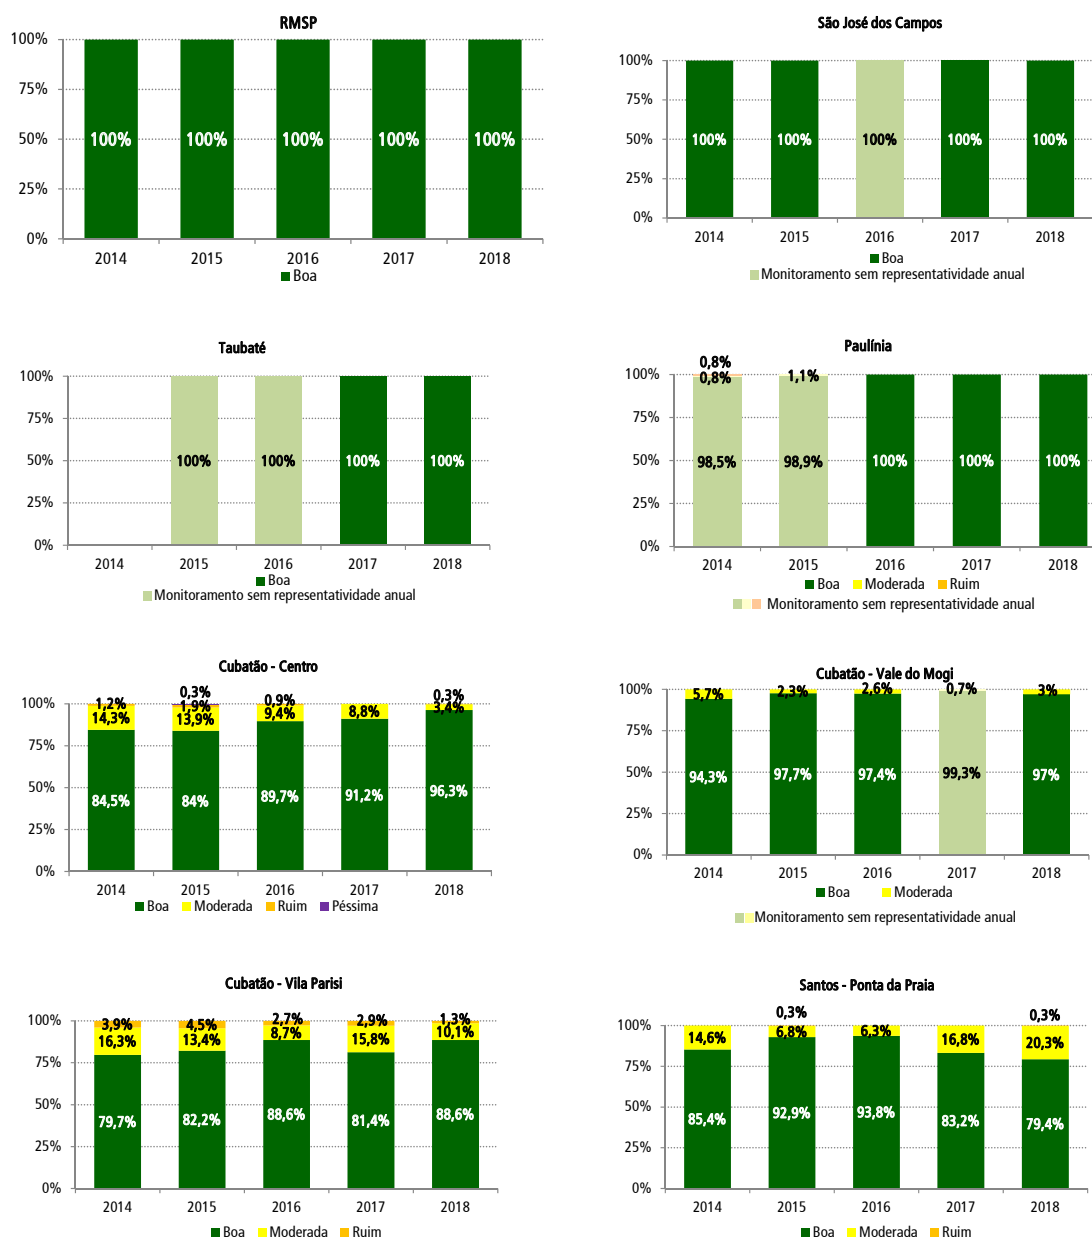 RMSP
100%
75%
50%
25%
0%
100% 100% 100% 100% 100%
2014 2015 2016 2017 2018
Boa
São José dos Campos
100%
75%
50%
25%
0%
100% 100% 100% 100% 100%
2014 2015 2016 2017 2018
Boa
Monitoramento sem representatividade anual
Taubaté
100%
75%
50%
25%
0%
100% 100% 100% 100%
2014 2015 2016 2017 2018
Boa
Monitoramento sem representatividade anual
Paulínia
100%
75%
50%
25%
0%
0,8%
0,8% 1,1%
98,5% 98,9% 100% 100% 100%
2014 2015 2016 2017 2018
Boa Moderada Ruim
Monitoramento sem representatividade anual
Cubatão - Centro
100%
75%
50%
25%
0%
0,3% 0,3%
1,2% 1,9% 0,9%
14,3% 13,9% 9,4% 8,8% 3,4%
84,5% 84% 89,7% 91,2% 96,3%
2014 2015 2016 2017 2018
Boa Moderada Ruim Péssima
Cubatão - Vale do Mogi
100%
75%
50%
25%
0%
5,7% 2,3% 2,6% 0,7% 3%
94,3% 97,7% 97,4% 99,3% 97%
2014 2015 2016 2017 2018
Boa Moderada
Monitoramento sem representatividade anual
Cubatão - Vila Parisi
100%
75%
50%
25%
0%
3,9% 4,5% 2,7% 2,9% 1,3%
16,3% 13,4% 8,7% 15,8% 10,1%
79,7% 82,2% 88,6% 81,4% 88,6%
2014 2015 2016 2017 2018
Boa Moderada Ruim
Santos - Ponta da Praia
100%
75%
50%
25%
0%
0,3% 0,3%
14,6% 6,8% 6,3% 16,8% 20,3%
85,4% 92,9% 93,8% 83,2% 79,4%
2014 2015 2016 2017 2018
Boa Moderada Ruim